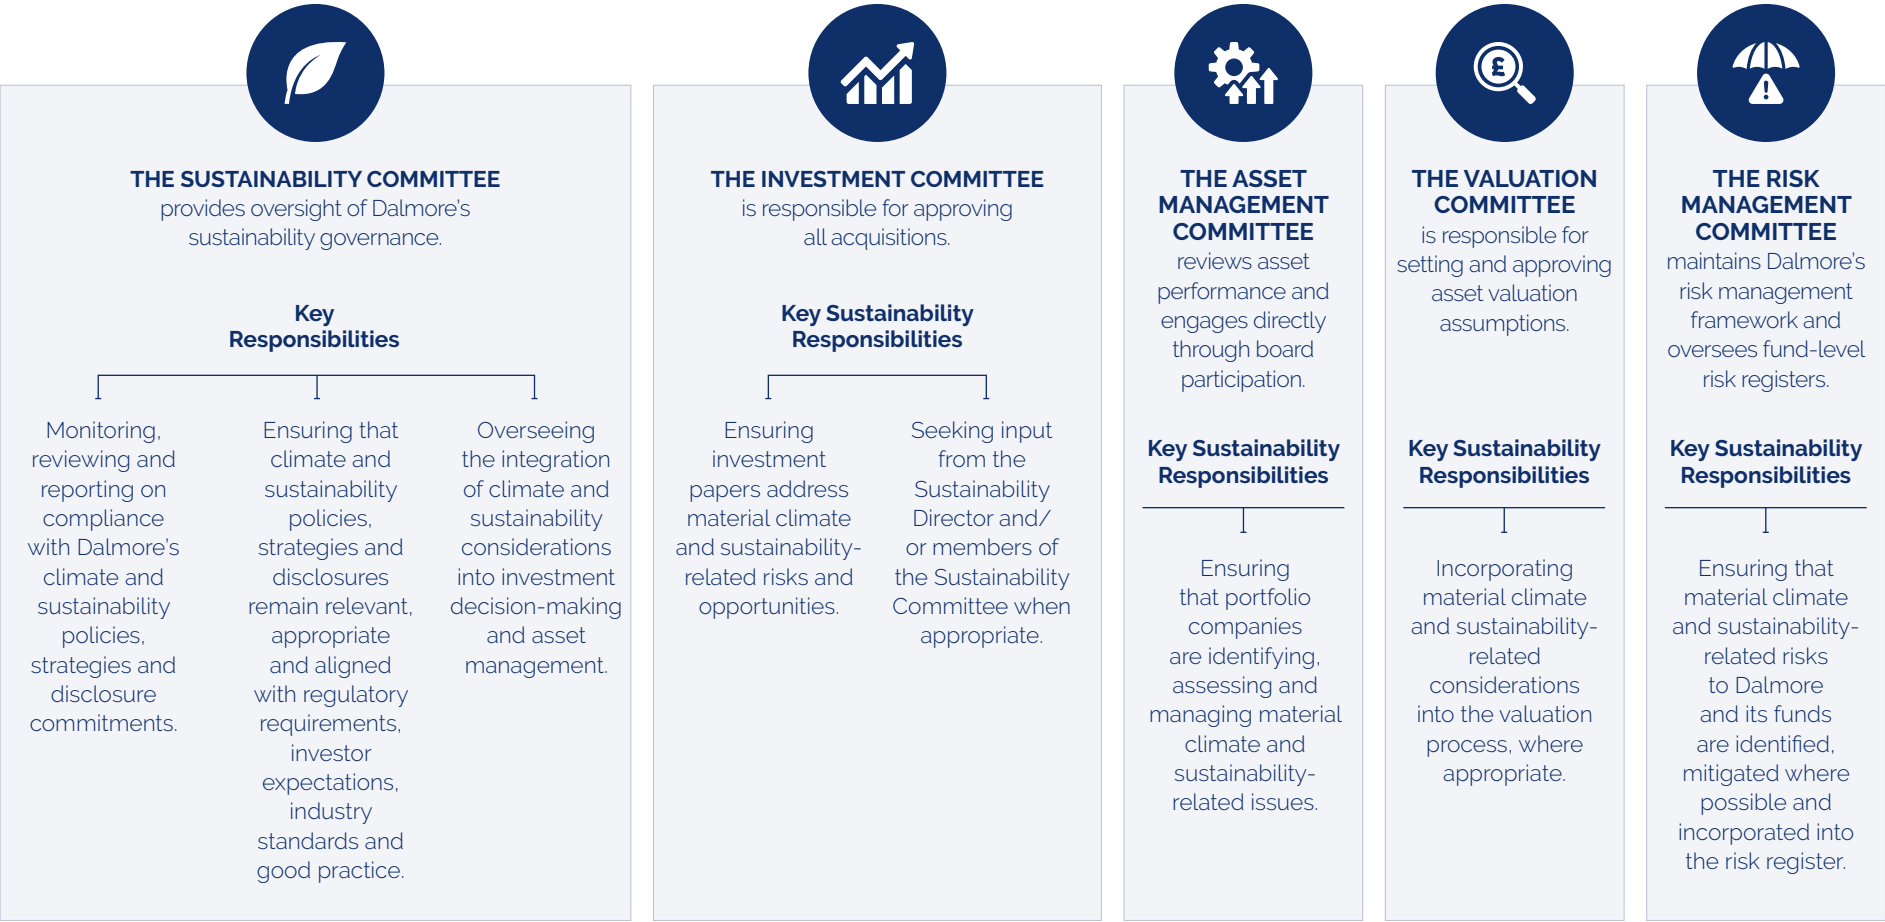 THE SUSTAINABILITY COMMITTEE
provides oversight of Dalmore's
sustainability governance.
Key
Responsibilities
Monitoring,
reviewing and
reporting on
compliance
with Dalmore's
climate and
sustainability
policies,
strategies and
disclosure
commitments.
Ensuring that
climate and
sustainability
policies,
strategies and
disclosures
remain relevant,
appropriate
and aligned
with regulatory
requirements,
investor
expectations,
industry
standards and
good practice.
Overseeing
the integration
of climate and
sustainability
considerations
into investment
decision-making
and asset
management.
THE INVESTMENT COMMITTEE
is responsible for approving
all acquisitions.
Key Sustainability
Responsibilities
Ensuring
investment
papers address
material climate
and sustainability-
related risks and
opportunities.
Seeking input
from the
Sustainability
Director and/
or members of
the Sustainability
Committee when
appropriate.
THE ASSET
MANAGEMENT
COMMITTEE
reviews asset
performance and
engages directly
through board
participation.
Key Sustainability
Responsibilities
Ensuring
that portfolio
companies
are identifying,
assessing and
managing material
climate and
sustainability-
related issues.
£
THE VALUATION
COMMITTEE
is responsible for
setting and approving
asset valuation
assumptions.
Key Sustainability
Responsibilities
Incorporating
material climate
and sustainability-
related
considerations
into the valuation
process, where
appropriate.
THE RISK
MANAGEMENT
COMMITTEE
maintains Dalmore's
risk management
framework and
oversees fund-level
risk registers.
Key Sustainability
Responsibilities
Ensuring that
material climate
and sustainability-
related risks
to Dalmore
and its funds
are identified,
mitigated where
possible and
incorporated into
the risk register.